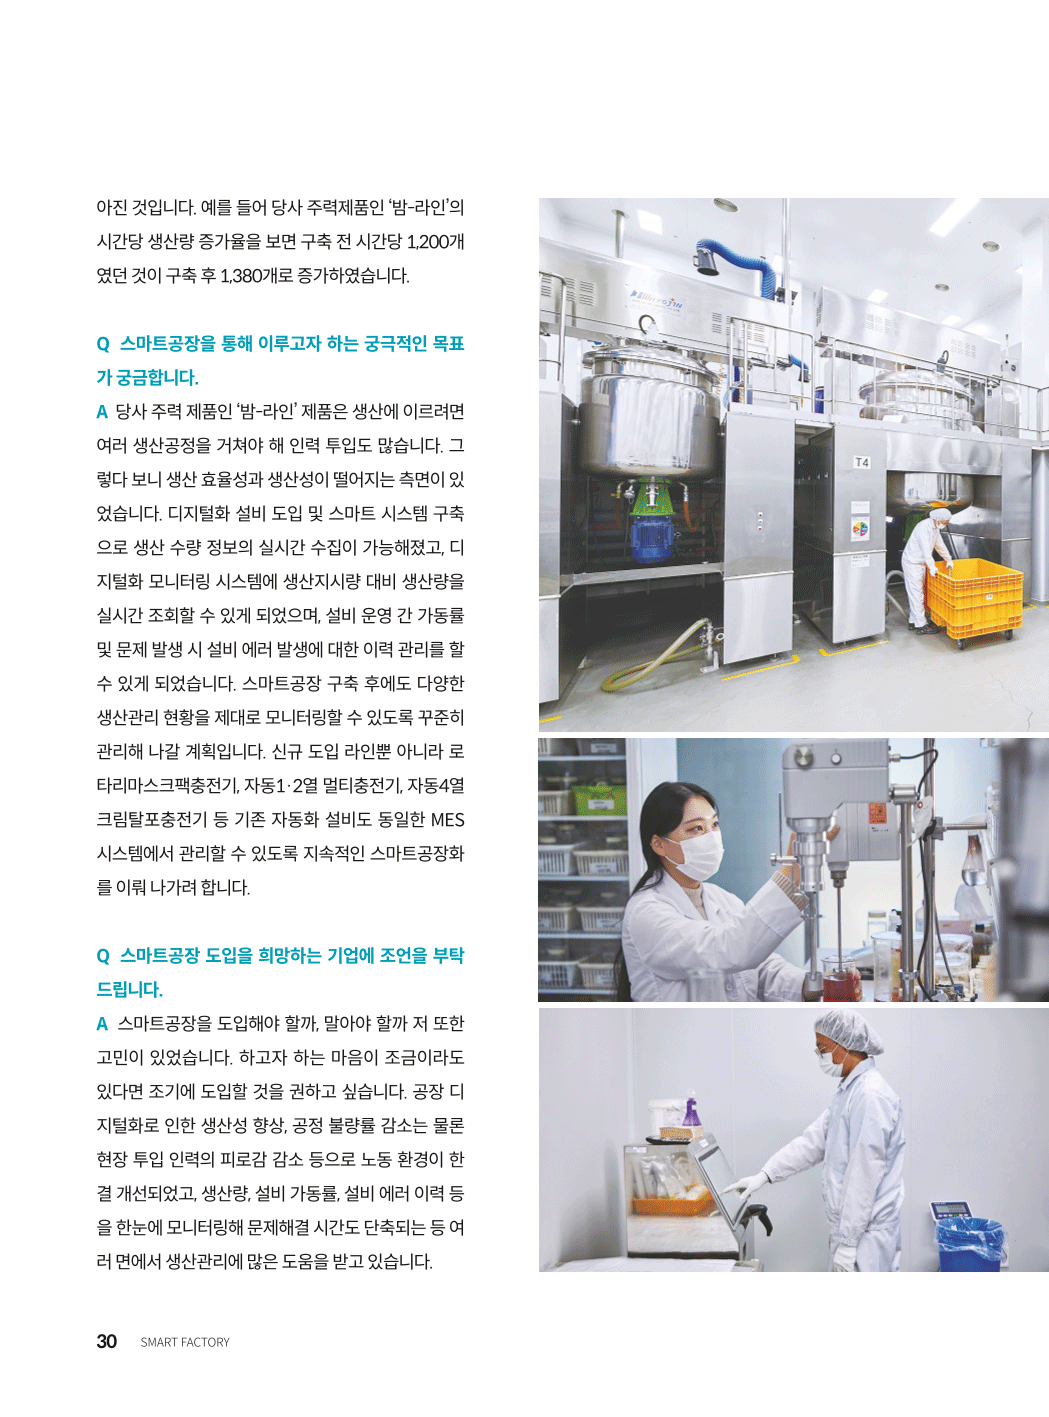 아진 것입니다. 예를 들어 당사 주력제품인 ‘밤-라인’의
시간당 생산량 증가율을 보면 구축 전 시간당 1,200개
였던 것이 구축 후 1,380개로 증가하였습니다.
Q 스마트공장을 통해 이루고자 하는 궁극적인 목표
가 궁금합니다.
A 당사 주력 제품인 ‘밤-라인’ 제품은 생산에 이르려면
여러 생산공정을 거쳐야 해 인력 투입도 많습니다. 그
렇다 보니 생산 효율성과 생산성이 떨어지는 측면이 있
었습니다. 디지털화 설비 도입 및 스마트 시스템 구축
으로 생산 수량 정보의 실시간 수집이 가능해졌고, 디
지털화 모니터링 시스템에 생산지시량 대비 생산량을
실시간 조회할 수 있게 되었으며, 설비 운영 간 가동률
및 문제 발생 시 설비 에러 발생에 대한 이력 관리를 할
수 있게 되었습니다. 스마트공장 구축 후에도 다양한
생산관리 현황을 제대로 모니터링할 수 있도록 꾸준히
관리해 나갈 계획입니다. 신규 도입 라인뿐 아니라 로
타리마스크팩충전기, 자동1·2열 멀티충전기, 자동4열
크림탈포충전기 등 기존 자동화 설비도 동일한 MES
시스템에서 관리할 수 있도록 지속적인 스마트공장화
를 이뤄 나가려 합니다.
Q 스마트공장 도입을 희망하는 기업에 조언을 부탁
드립니다.
A 스마트공장을 도입해야 할까, 말아야 할까 저 또한
고민이 있었습니다. 하고자 하는 마음이 조금이라도
있다면 조기에 도입할 것을 권하고 싶습니다. 공장 디
지털화로 인한 생산성 향상, 공정 불량률 감소는 물론
현장 투입 인력의 피로감 감소 등으로 노동 환경이 한
결 개선되었고, 생산량, 설비 가동률, 설비 에러 이력 등
을 한눈에 모니터링해 문제해결 시간도 단축되는 등 여
러 면에서 생산관리에 많은 도움을 받고 있습니다.
T4
30 SMART FACTORY